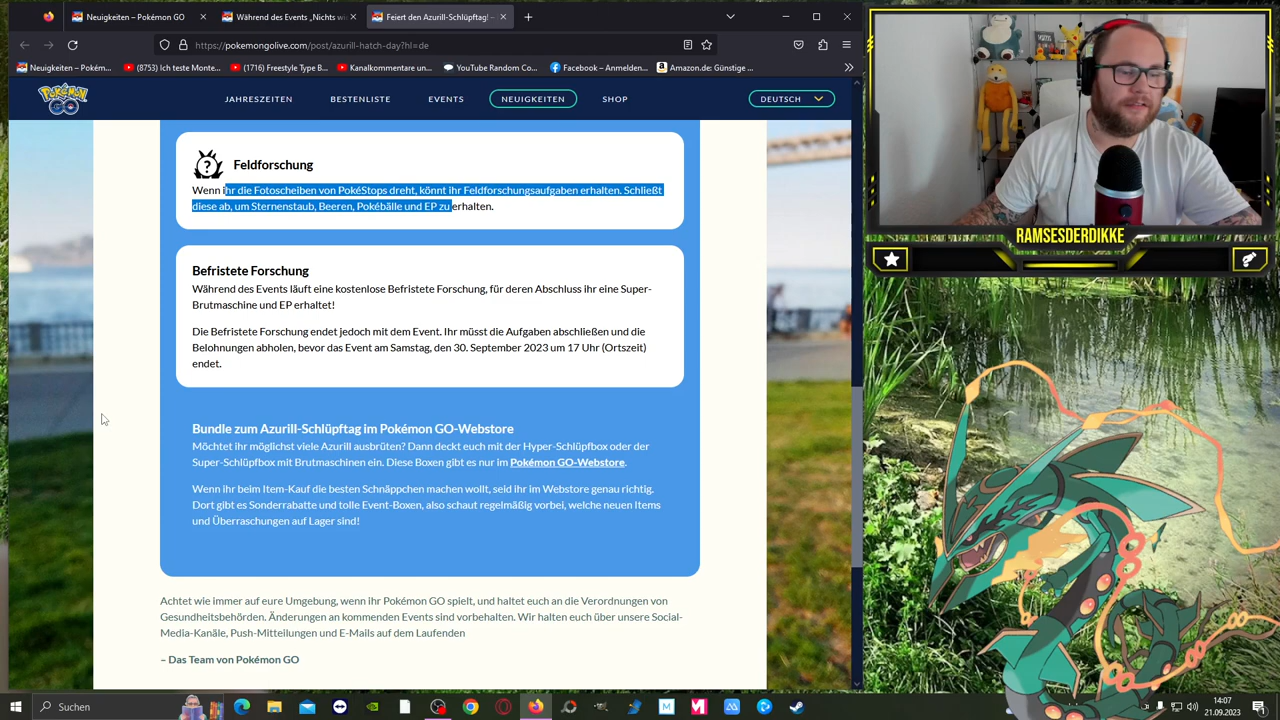 Neuigkeiten – Pokémon GO
Während des Events „Nichts wi
Feiert den Azurill-Schlüpftag! –
https://pokemongolive.com/post/azurill-hatch-day?hl=de
Neuigkeiten – Pokém...
(8753) Ich teste Monte...
(1716) Freestyle Type B...
Kanalkommentare un...
YouTube Random Co...
Facebook – Anmelden...
Amazon.de: Günstige ...
POKÉMON GO
JAHRESZEITEN
BESTENLISTE
EVENTS
NEUIGKEITEN
SHOP
DEUTSCH
Feldforschung
Wenn ihr die Fotoscheiben von PokéStops dreht, könnt ihr Feldforschungsaufgaben erhalten. Schließt
diese ab, um Sternenstaub, Beeren, Pokébälle und EP zu erhalten.
Befristete Forschung
Während des Events läuft eine kostenlose Befristete Forschung, für deren Abschluss ihr eine Super-
Brutmaschine und EP erhaltet!
Die Befristete Forschung endet jedoch mit dem Event. Ihr müsst die Aufgaben abschließen und die
Belohnungen abholen, bevor das Event am Samstag, den 30. September 2023 um 17 Uhr (Ortszeit)
endet.
Bundle zum Azurill-Schlüpftag im Pokémon GO-Webstore
Möchtet ihr möglichst viele Azurill ausbrüten? Dann deckt euch mit der Hyper-Schlüpfbox oder der
Super-Schlüpfbox mit Brutmaschinen ein. Diese Boxen gibt es nur im Pokémon GO-Webstore.
Wenn ihr beim Item-Kauf die besten Schnäppchen machen wollt, seid ihr im Webstore genau richtig.
Dort gibt es Sonderrabatte und tolle Event-Boxen, also schaut regelmäßig vorbei, welche neuen Items
und Überraschungen auf Lager sind!
Achtet wie immer auf eure Umgebung, wenn ihr Pokémon GO spielt, und haltet euch an die Verordnungen von
Gesundheitsbehörden. Änderungen an kommenden Events sind vorbehalten. Wir halten euch über unsere Social-
Media-Kanäle, Push-Mitteilungen und E-Mails auf dem Laufenden
– Das Team von Pokémon GO
RAMSESDERDIKKE
Suchen
14:07
21.09.2023